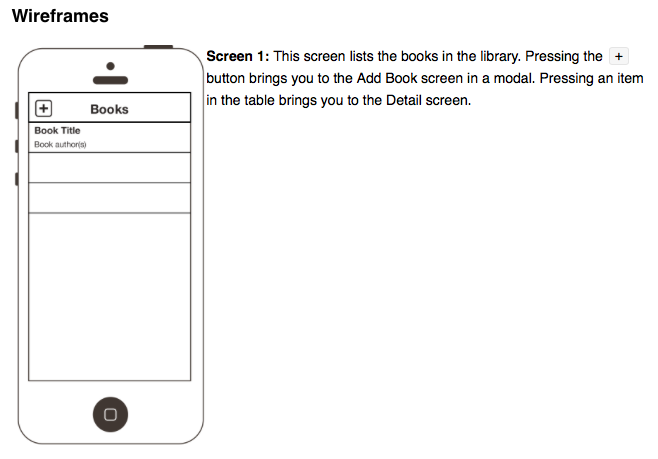 Wireframes
Screen 1: This screen lists the books in the library. Pressing the +
button brings you to the Add Book screen in a modal. Pressing an item
in the table brings you to the Detail screen.
+ Books
Book Title
Book author(s)